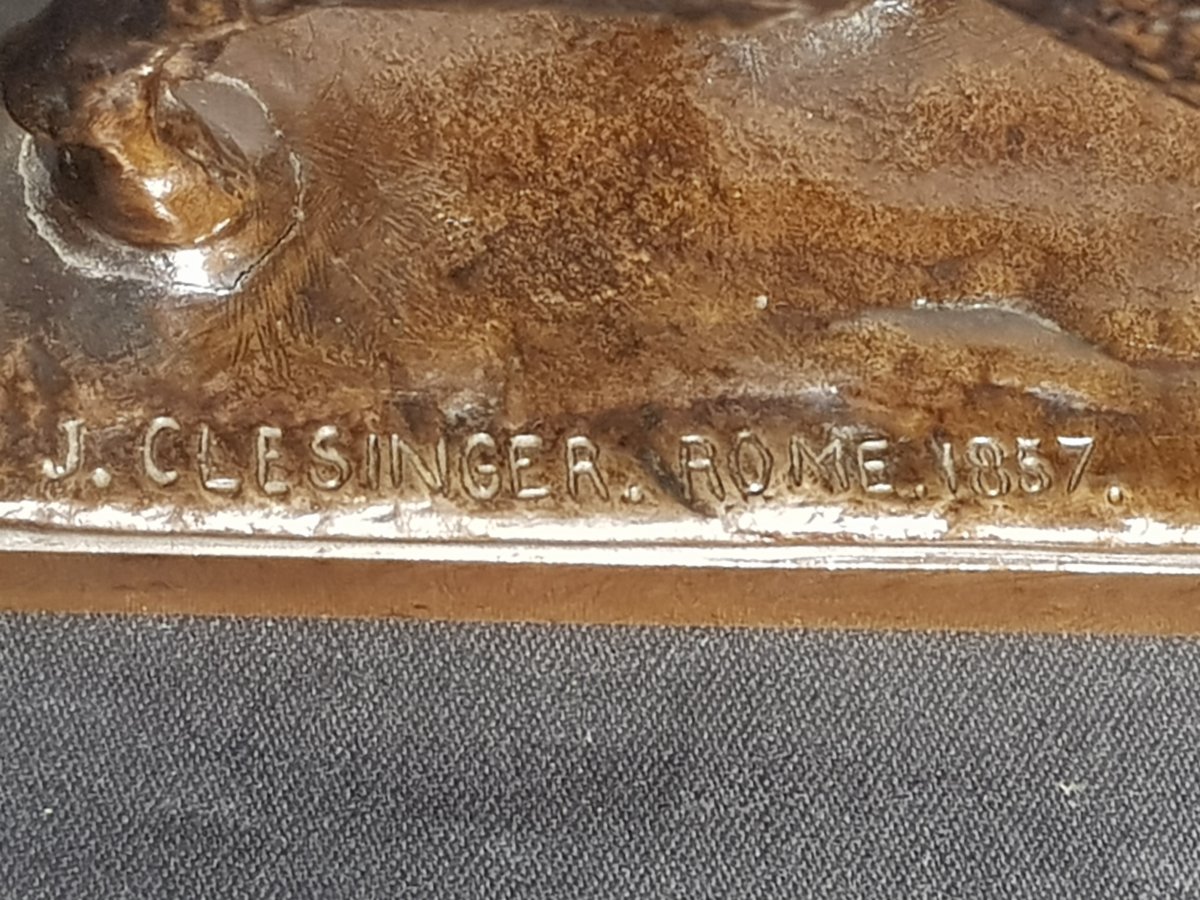 J. CLESINGER. ROME. 1857.